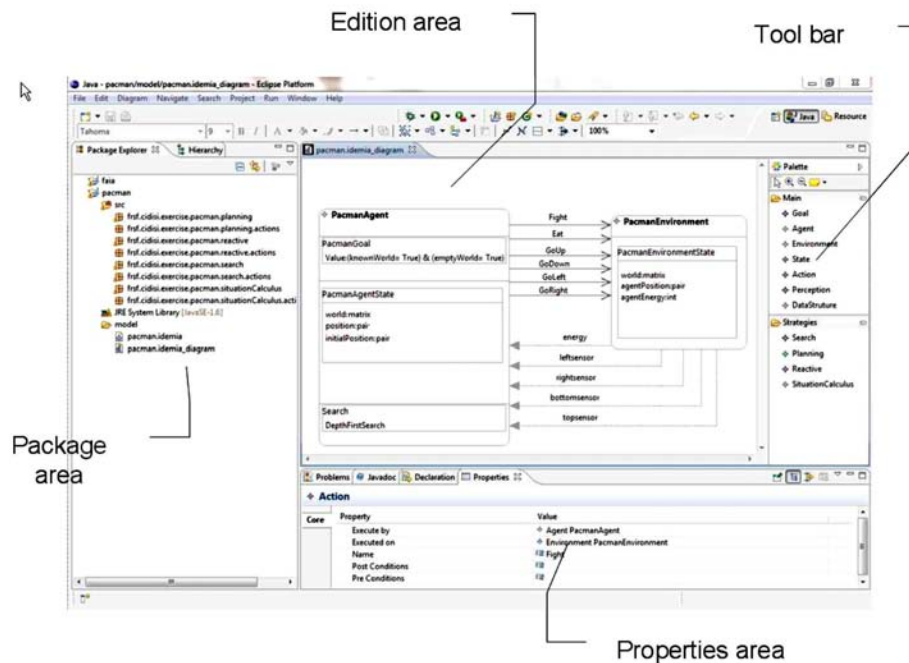 Edition area
Tool bar
Java - pacman/model/pacman.idemia_diagram - Eclipse Platform
File Edit Diagram Navigate Search Project Run Window Help
Tahoma 9 B I A 100% Java Resource
Package Explorer Hierarchy
pacman.idemia_diagram
faia
pacman
src
frsf.cidisi.exercise.pacman.planning
frsf.cidisi.exercise.pacman.planning.actions
frsf.cidisi.exercise.pacman.reactive
frsf.cidisi.exercise.pacman.reactive.actions
frsf.cidisi.exercise.pacman.search
frsf.cidisi.exercise.pacman.search.actions
frsf.cidisi.exercise.pacman.situationCalculus
frsf.cidisi.exercise.pacman.situationCalculus.acti
JRE System Library [JavaSE-1.6]
model
pacman.idemia
pacman.idemia_diagram
PacmanAgent
PacmanGoal
Value:(knownWorld= True) & (emptyWorld= True)
PacmanAgentState
world:matrix
position:pair
initialPosition:pair
Search
DepthFirstSearch
Fight
Eat
GoUp
GoDown
GoLeft
GoRight
energy
leftsensor
rightsensor
bottomsensor
topsensor
PacmanEnvironment
PacmanEnvironmentState
world:matrix
agentPosition:pair
agentEnergy:int
Palette
Main
Goal
Agent
Environment
State
Action
Perception
DataStruture
Strategies
Search
Planning
Reactive
SituationCalculus
Package
area
Problems Javadoc Declaration Properties
Action
Core Property Value
Execute by Agent PacmanAgent
Executed on Environment PacmanEnvironment
Name Fight
Post Conditions
Pre Conditions
Properties area